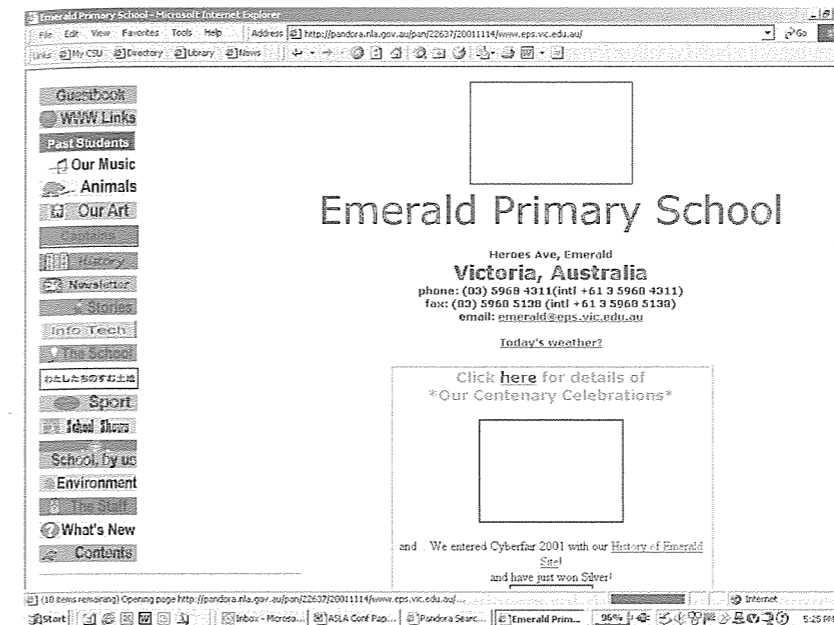 Emerald Primary School - Microsoft Internet Explorer
File Edit View Favorites Tools Help Address http://pandora.nla.gov.au/pan/22637/20011114/www.eps.vic.edu.au/ Go
Links My CSU Directory Library News
Guestbook
WWW Links
Past Students
Our Music
Animals
Our Art
History
Newsletter
Stories
Info Tech
The School
わたしたちのすむ土地
Sport
School Shows
School, by us
Environment
The Staff
What's New
Contents
Emerald Primary School
Heroes Ave, Emerald
Victoria, Australia
phone: (03) 5968 4311(intl +61 3 5968 4311)
fax: (03) 5968 5138 (intl +61 3 5968 5138)
email: emerald@eps.vic.edu.au
Today's weather?
Click here for details of
*Our Centenary Celebrations*
and . We entered Cyberfair 2001 with our History of Emerald
Site!
and have just won Silver!
(10 items remaining) Opening page http://pandora.nla.gov.au/pan/22637/20011114/www.eps.vic.edu.au/... Internet
Start Inbox - Microso... ASLA Conf Pap... Pandora Searc... Emerald Prim... 96% 5:25 PM